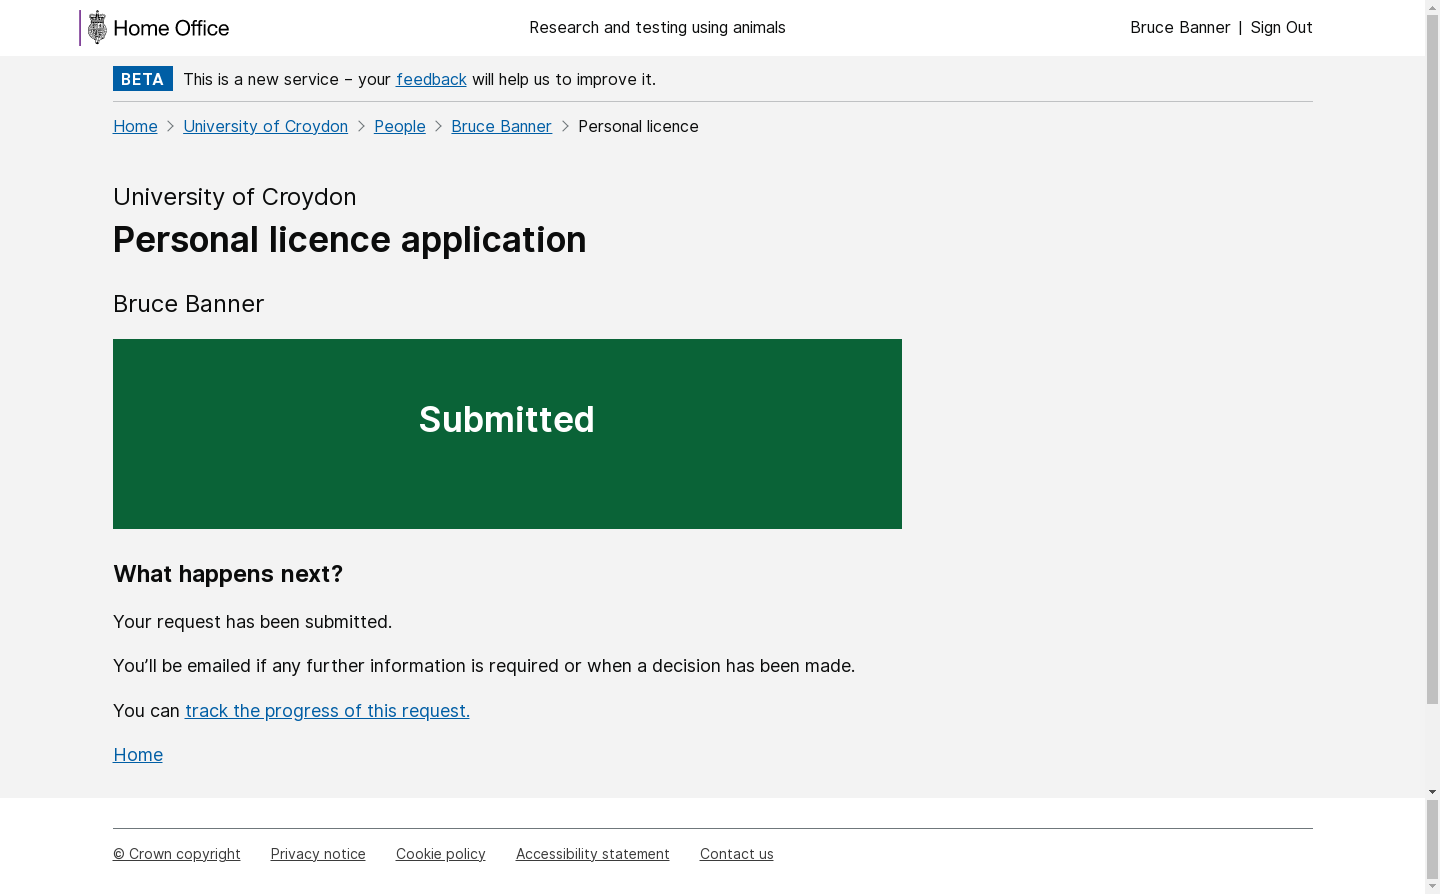 Home Office
Research and testing using animals
Bruce Banner | Sign Out
BETA This is a new service – your feedback will help us to improve it.
Home > University of Croydon > People > Bruce Banner > Personal licence
University of Croydon
Personal licence application
Bruce Banner
Submitted
What happens next?
Your request has been submitted.
You’ll be emailed if any further information is required or when a decision has been made.
You can track the progress of this request.
Home
© Crown copyright Privacy notice Cookie policy Accessibility statement Contact us